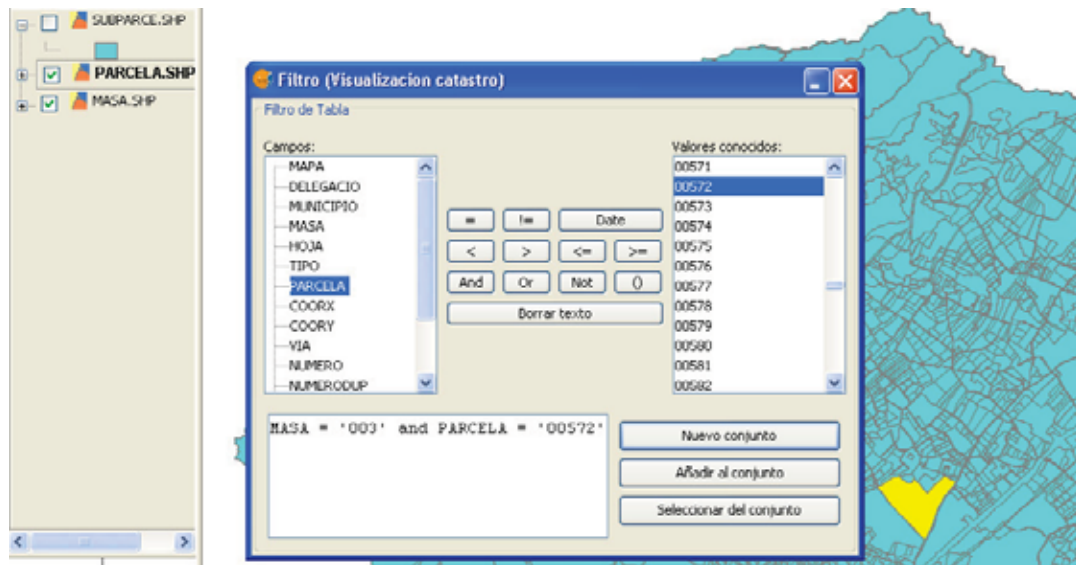 SUBPARCE.SHP
PARCELA.SHP
MASA.SHP
Filtro (Visualizacion catastro)
Filtro de Tabla
Campos:
MAPA
DELEGACIO
MUNICIPIO
MASA
HOJA
TIPO
PARCELA
COORX
COORY
VIA
NUMERO
NUMERODUP
= != Date
< > <= >=
And Or Not ()
Borrar texto
Valores conocidos:
00571
00572
00573
00574
00575
00576
00577
00578
00579
00580
00581
00582
MASA = '003' and PARCELA = '00572'
Nuevo conjunto
Añadir al conjunto
Seleccionar del conjunto